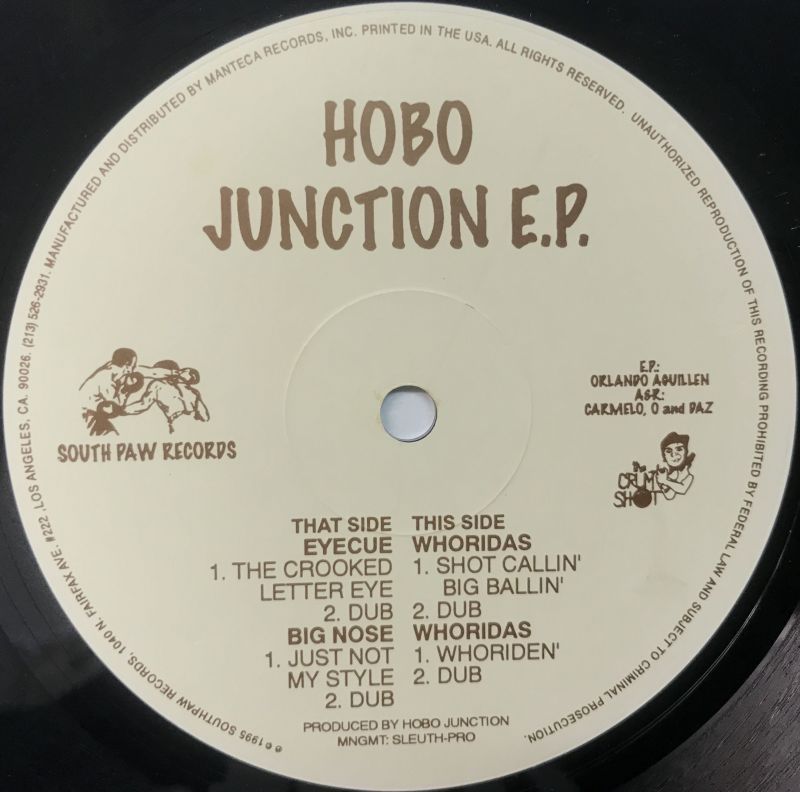 HOBO
JUNCTION E.P.
SOUTH PAW RECORDS
E.P.:
ORLANDO AGUILLEN
A&R:
CARMELO, O and DAZ
the
CRUMB
SHOT
THAT SIDE
EYECUE
1. THE CROOKED
LETTER EYE
2. DUB
BIG NOSE
1. JUST NOT
MY STYLE
2. DUB
THIS SIDE
WHORIDAS
1. SHOT CALLIN'
BIG BALLIN'
2. DUB
WHORIDAS
1. WHORIDEN'
2. DUB
PRODUCED BY HOBO JUNCTION
MNGMT: SLEUTH-PRO
℗©1995 SOUTHPAW RECORDS, 1040 N. FAIRFAX AVE. #222 ,LOS ANGELES, CA. 90026. (213) 526-2931. MANUFACTURED AND DISTRIBUTED BY MANTECA RECORDS, INC. PRINTED IN THE USA. ALL RIGHTS RESERVED. UNAUTHORIZED REPRODUCTION OF THIS RECORDING PROHIBITED BY FEDERAL LAW AND SUBJECT TO CRIMINAL PROSECUTION.